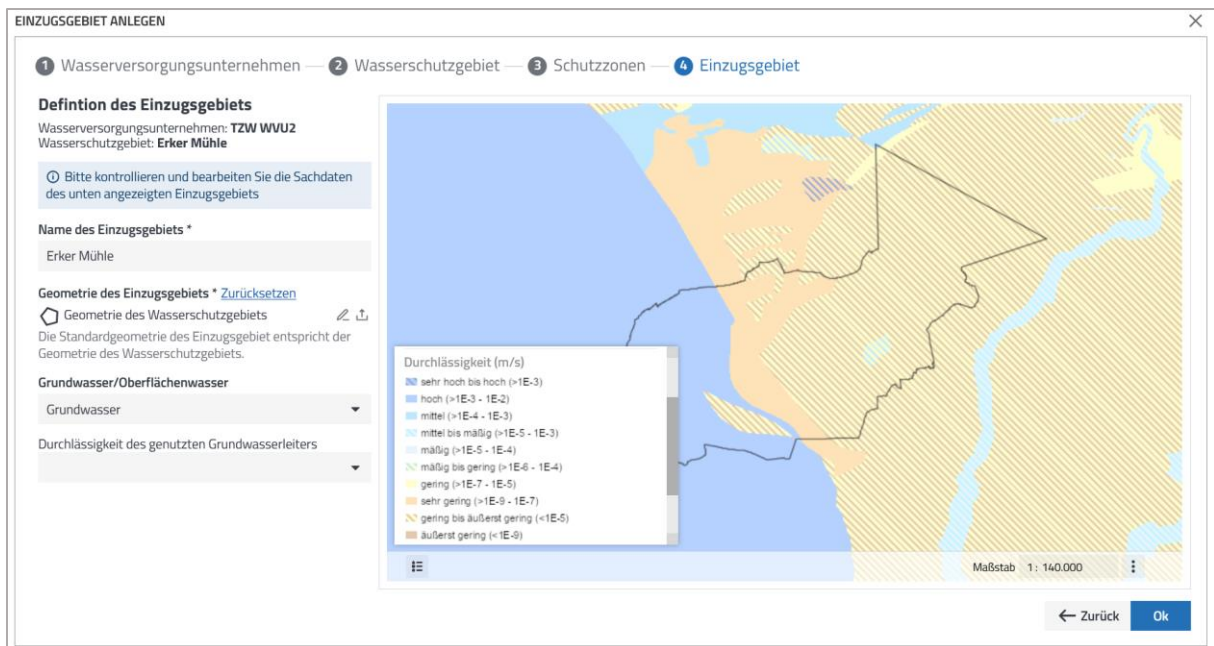 EINZUGSGEBIET ANLEGEN
1 Wasserversorgungsunternehmen 2 Wasserschutzgebiet 3 Schutzzonen 4 Einzugsgebiet
Defintion des Einzugsgebiets
Wasserversorgungsunternehmen: TZW WVU2
Wasserschutzgebiet: Erker Mühle
Bitte kontrollieren und bearbeiten Sie die Sachdaten
des unten angezeigten Einzugsgebiets
Name des Einzugsgebiets *
Erker Mühle
Geometrie des Einzugsgebiets * Zurücksetzen
Geometrie des Wasserschutzgebiets
Die Standardgeometrie des Einzugsgebiet entspricht der
Geometrie des Wasserschutzgebiets.
Grundwasser/Oberflächenwasser
Grundwasser
Durchlässigkeit des genutzten Grundwasserleiters
Durchlässigkeit (m/s)
sehr hoch bis hoch (>1E-3)
hoch (>1E-3 - 1E-2)
mittel (>1E-4 - 1E-3)
mittel bis mäßig (>1E-5 - 1E-3)
mäßig (>1E-5 - 1E-4)
mäßig bis gering (>1E-6 - 1E-4)
gering (>1E-7 - 1E-5)
sehr gering (>1E-9 - 1E-7)
gering bis äußerst gering (<1E-5)
äußerst gering (<1E-9)
Maßstab 1 : 140.000
← Zurück
Ok